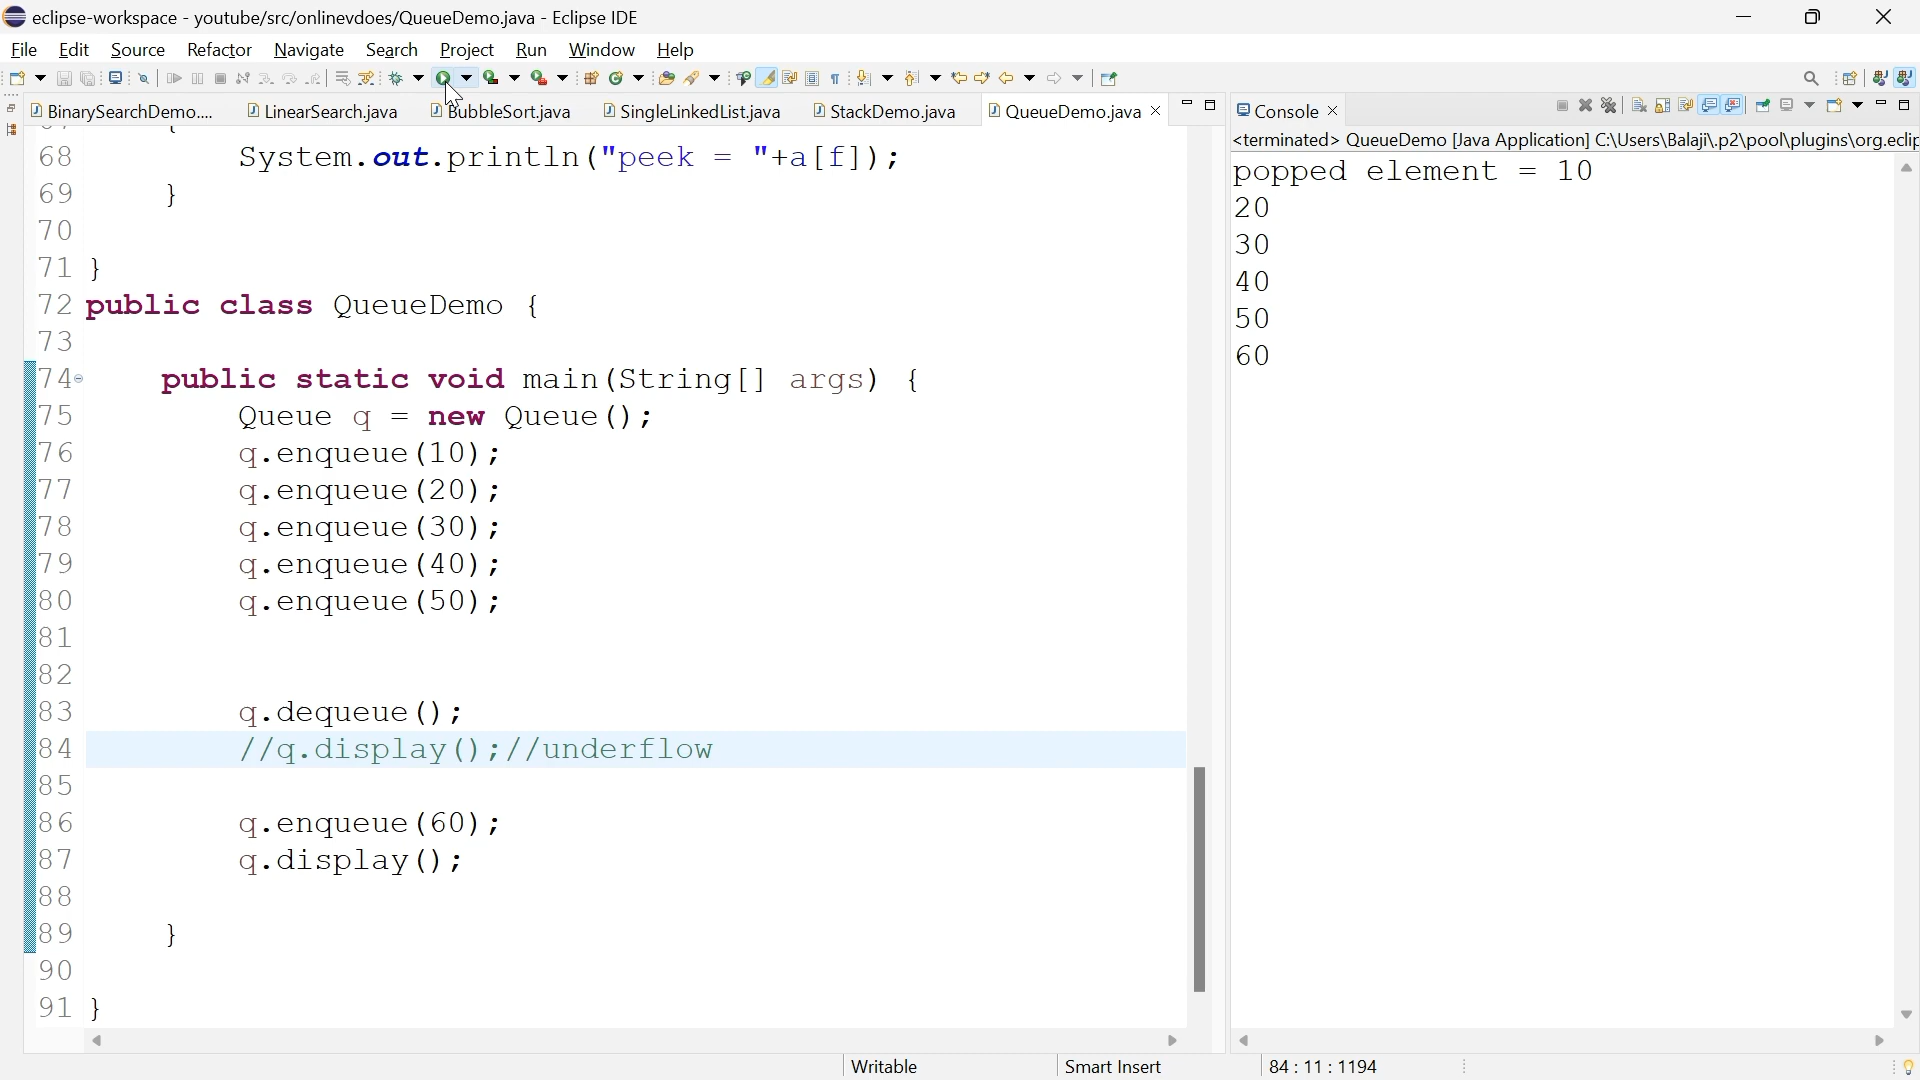 eclipse-workspace - youtube/src/onlinevdoes/QueueDemo.java - Eclipse IDE
File Edit Source Refactor Navigate Search Project Run Window Help
BinarySearchDemo.... LinearSearch.java BubbleSort.java SingleLinkedList.java StackDemo.java QueueDemo.java
68 System.out.println("peek = "+a[f]);
69 }
70
71 }
72 public class QueueDemo {
73
74 public static void main(String[] args) {
75 Queue q = new Queue();
76 q.enqueue(10);
77 q.enqueue(20);
78 q.enqueue(30);
79 q.enqueue(40);
80 q.enqueue(50);
81
82
83 q.dequeue();
84 //q.display();//underflow
85
86 q.enqueue(60);
87 q.display();
88
89 }
90
91 }
Console
<terminated> QueueDemo [Java Application] C:\Users\Balaji\.p2\pool\plugins\org.eclip
popped element = 10
20
30
40
50
60
Writable Smart Insert 84 : 11 : 1194